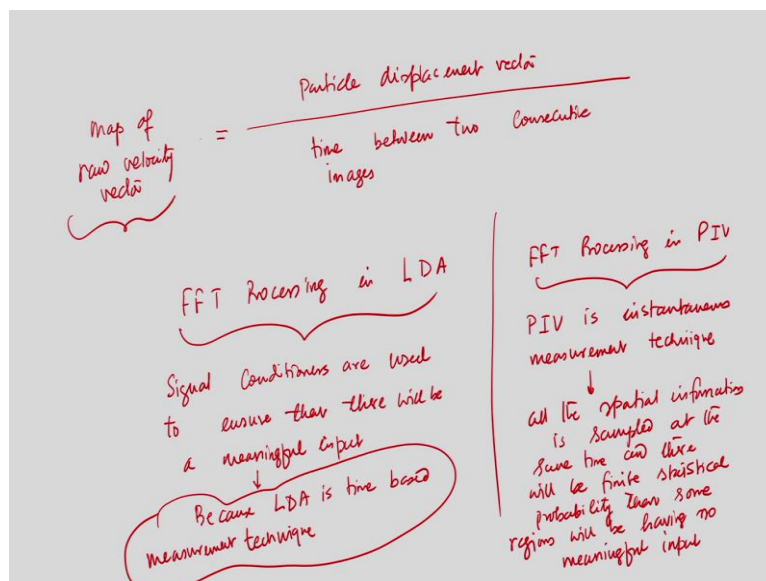 map of
raw velocity
vector
=
Particle displacement vector
time between two consecutive
images
FFT Processing in LDA
Signal Conditioners are used
to ensure that there will be
a meaningful input
Because LDA is time based
measurement technique
FFT Processing in PIV
PIV is instantaneous
measurement technique
all the spatial information
is sampled at the
same time and there
will be finite statistical
probability that some
regions will be having no
meaningful input